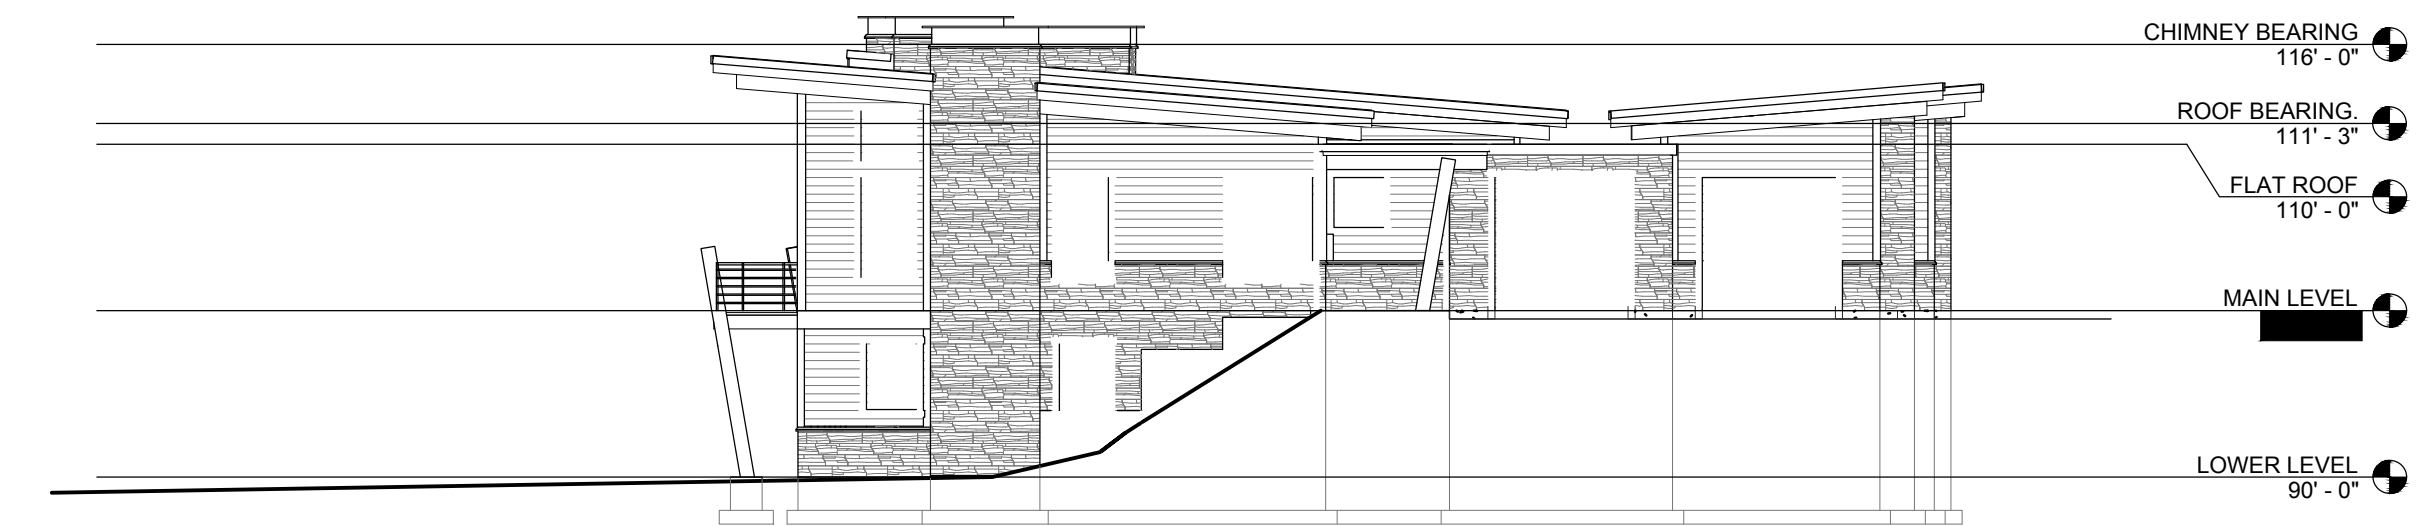 CHIMNEY BEARING
116' - 0"
ROOF BEARING.
111' - 3"
FLAT ROOF
110' - 0"
MAIN LEVEL
LOWER LEVEL
90' - 0"